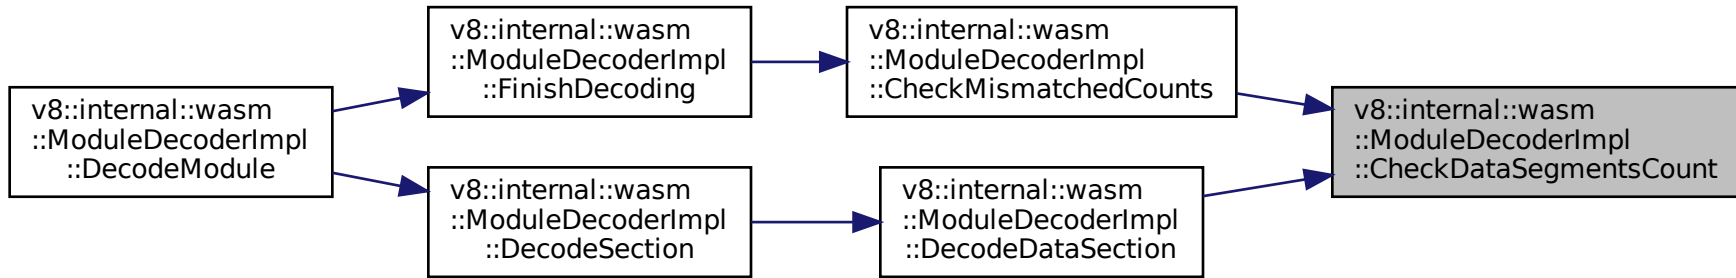 v8::internal::wasm
::ModuleDecoderImpl
::DecodeModule
v8::internal::wasm
::ModuleDecoderImpl
::FinishDecoding
v8::internal::wasm
::ModuleDecoderImpl
::CheckMismatchedCounts
v8::internal::wasm
::ModuleDecoderImpl
::DecodeSection
v8::internal::wasm
::ModuleDecoderImpl
::DecodeDataSection
v8::internal::wasm
::ModuleDecoderImpl
::CheckDataSegmentsCount